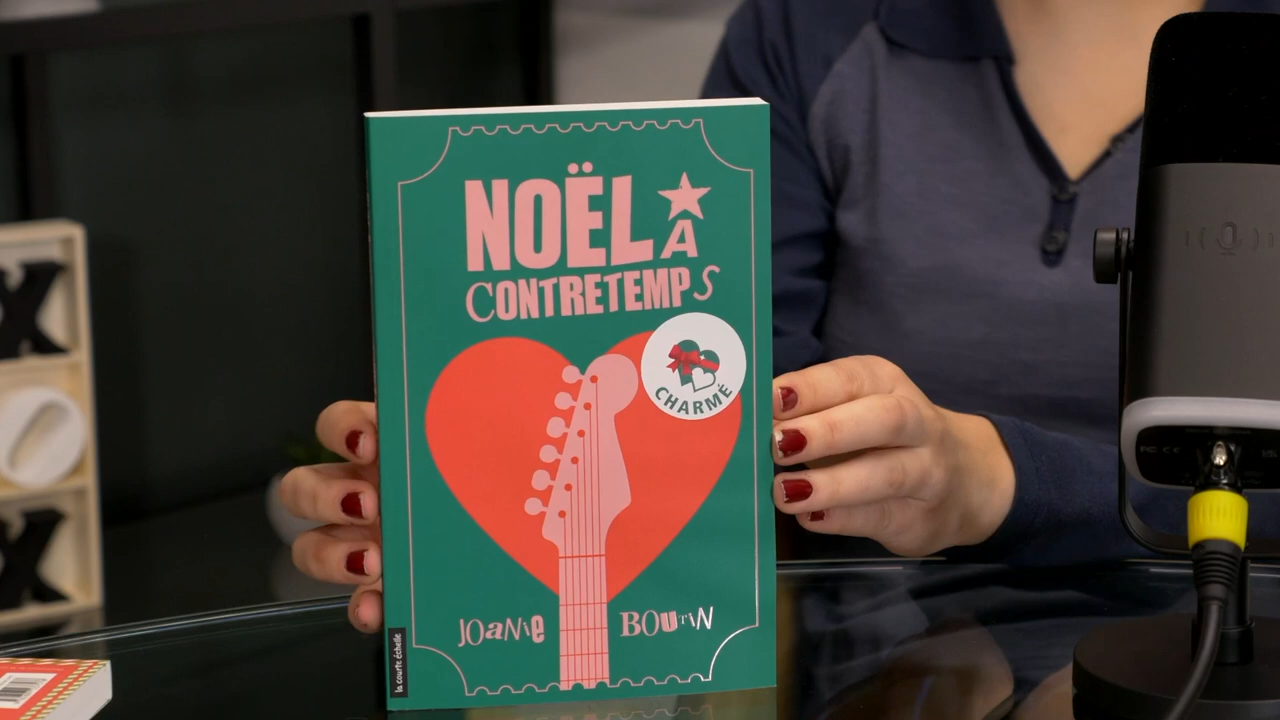 NOËL À
CONTRETEMPS
CHARMÉ
JOANiE BOUTIN
la courte échelle
X
O
X